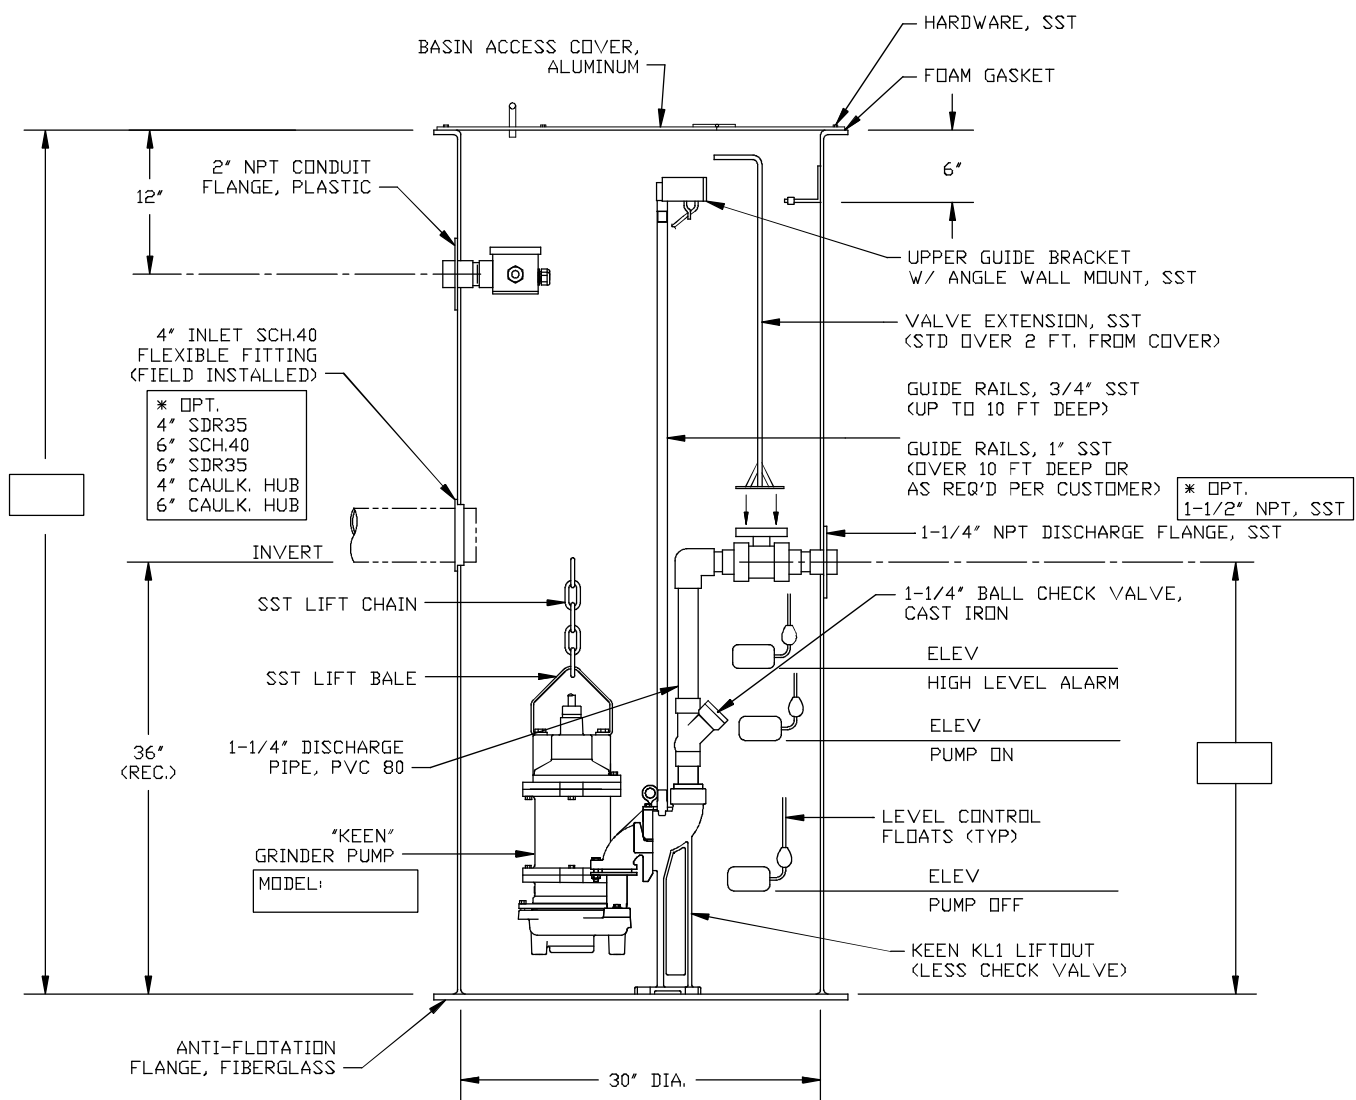 HARDWARE, SST
BASIN ACCESS COVER,
ALUMINUM
FOAM GASKET
2" NPT CONDUIT
FLANGE, PLASTIC
12"
6"
UPPER GUIDE BRACKET
W/ ANGLE WALL MOUNT, SST
VALVE EXTENSION, SST
(STD OVER 2 FT. FROM COVER)
4" INLET SCH.40
FLEXIBLE FITTING
(FIELD INSTALLED)
* OPT.
4" SDR35
6" SCH.40
6" SDR35
4" CAULK. HUB
6" CAULK. HUB
GUIDE RAILS, 3/4" SST
(UP TO 10 FT DEEP)
GUIDE RAILS, 1" SST
(OVER 10 FT DEEP OR
AS REQ'D PER CUSTOMER)
* OPT.
1-1/2" NPT, SST
1-1/4" NPT DISCHARGE FLANGE, SST
INVERT
SST LIFT CHAIN
1-1/4" BALL CHECK VALVE,
CAST IRON
ELEV
HIGH LEVEL ALARM
SST LIFT BALE
ELEV
PUMP ON
1-1/4" DISCHARGE
PIPE, PVC 80
36"
(REC.)
LEVEL CONTROL
FLOATS (TYP)
"KEEN"
GRINDER PUMP
MODEL:
ELEV
PUMP OFF
KEEN KL1 LIFTOUT
(LESS CHECK VALVE)
ANTI-FLOTATION
FLANGE, FIBERGLASS
30" DIA.